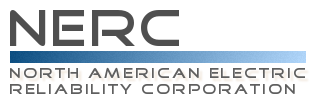 NERC
NORTH AMERICAN ELECTRIC
RELIABILITY CORPORATION